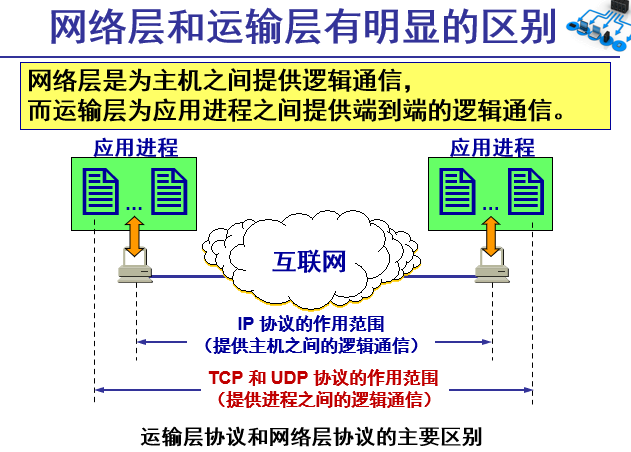 网络层和运输层有明显的区别
网络层是为主机之间提供逻辑通信，
而运输层为应用进程之间提供端到端的逻辑通信。
应用进程
应用进程
…
…
互联网
IP 协议的作用范围
（提供主机之间的逻辑通信）
TCP 和 UDP 协议的作用范围
（提供进程之间的逻辑通信）
运输层协议和网络层协议的主要区别